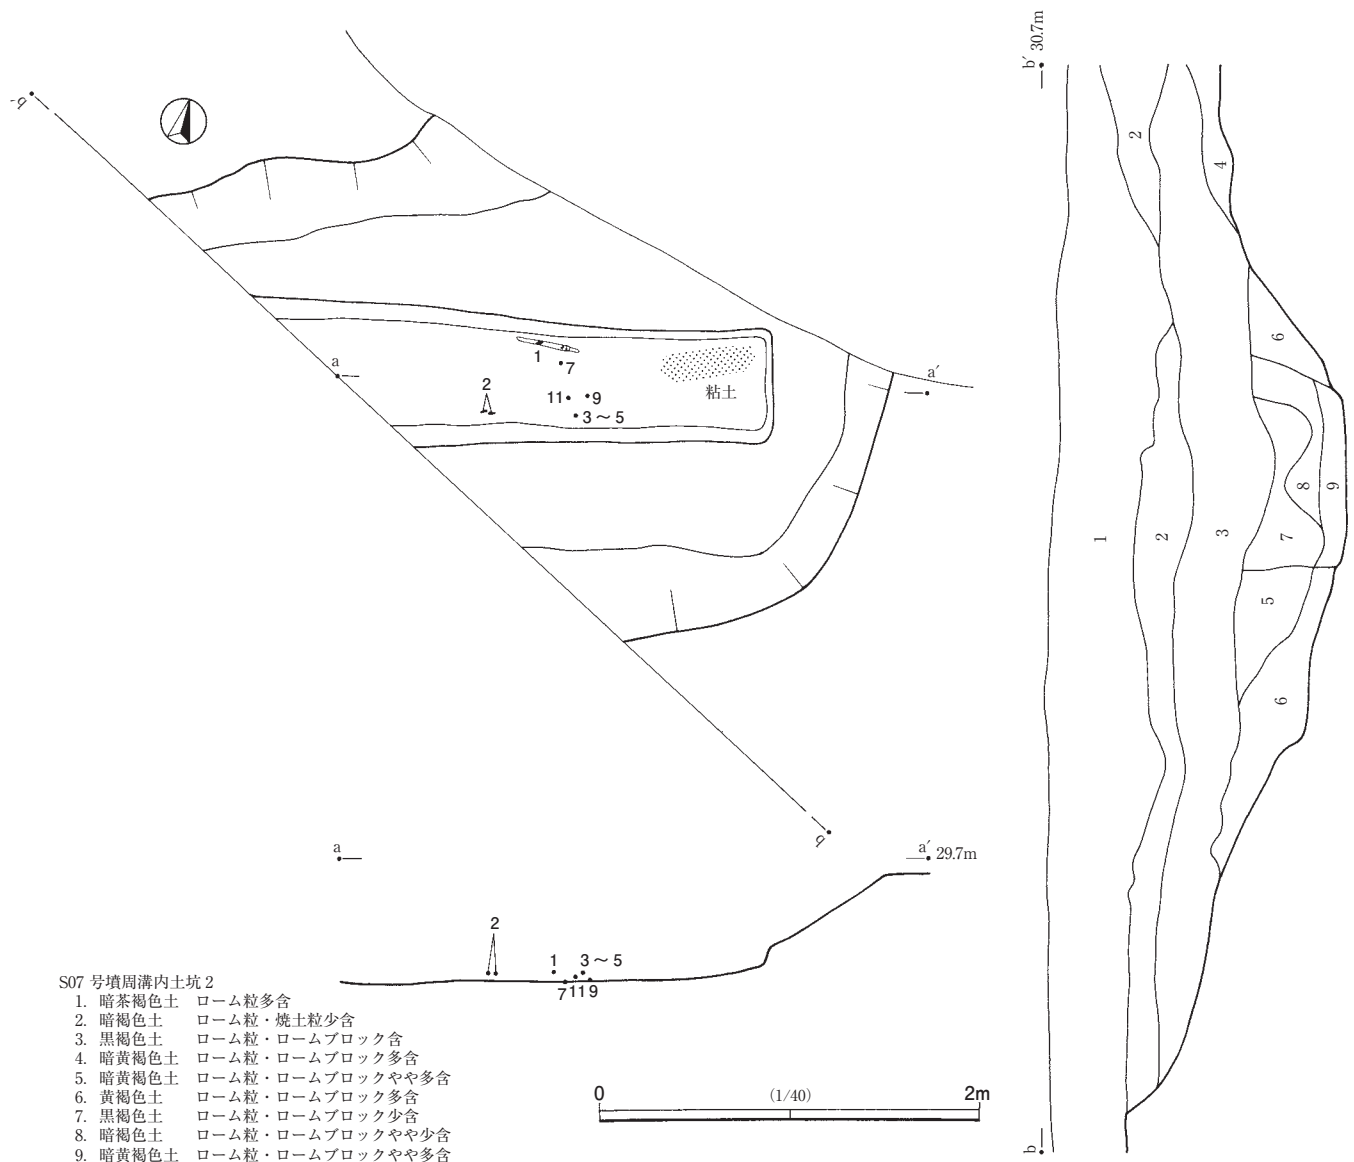 b′
a
a′
1
7
2
11
9
3～5
粘土
b
a
a′ 29.7m
2
1
3～5
7 11 9
S07 号墳周溝内土坑 2
1. 暗茶褐色土 ローム粒多含
2. 暗褐色土 ローム粒・焼土粒少含
3. 黒褐色土 ローム粒・ロームブロック含
4. 暗黄褐色土 ローム粒・ロームブロック多含
5. 暗黄褐色土 ローム粒・ロームブロックやや多含
6. 黄褐色土 ローム粒・ロームブロック多含
7. 黒褐色土 ローム粒・ロームブロック少含
8. 暗褐色土 ローム粒・ロームブロックやや少含
9. 暗黄褐色土 ローム粒・ロームブロックやや多含
0 (1/40) 2m
b′ 30.7m
2
4
6
8
9
1
2
3
7
5
6
b